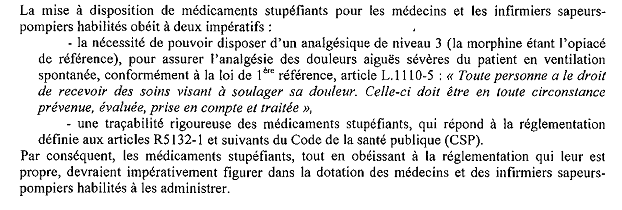 La mise à disposition de médicaments stupéfiants pour les médecins et les infirmiers sapeurs-
pompiers habilités obéit à deux impératifs :
- la nécessité de pouvoir disposer d'un analgésique de niveau 3 (la morphine étant l'opiacé
de référence), pour assurer l'analgésie des douleurs aiguës sévères du patient en ventilation
spontanée, conformément à la loi de 1ère référence, article L.1110-5 : « Toute personne a le droit
de recevoir des soins visant à soulager sa douleur. Celle-ci doit être en toute circonstance
prévenue, évaluée, prise en compte et traitée »,
- une traçabilité rigoureuse des médicaments stupéfiants, qui répond à la réglementation
définie aux articles R5132-1 et suivants du Code de la santé publique (CSP).
Par conséquent, les médicaments stupéfiants, tout en obéissant à la réglementation qui leur est
propre, devraient impérativement figurer dans la dotation des médecins et des infirmiers sapeurs-
pompiers habilités à les administrer.